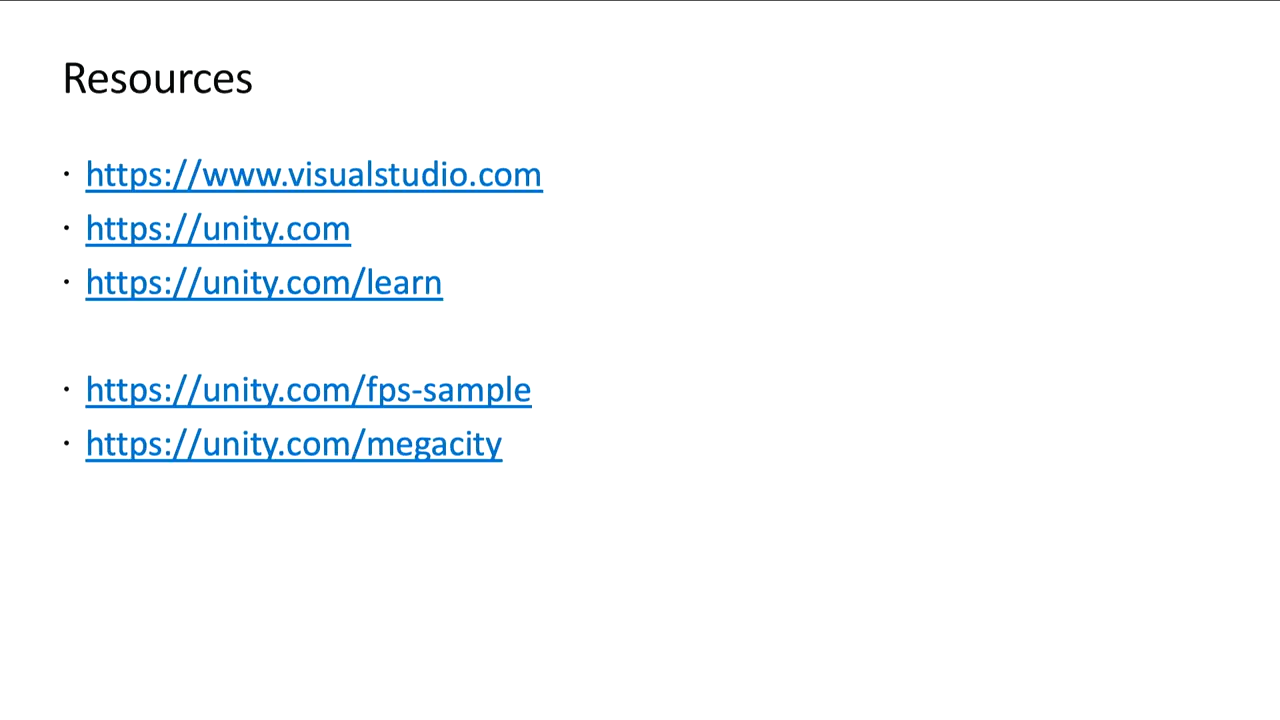 Resources
· https://www.visualstudio.com
· https://unity.com
· https://unity.com/learn
· https://unity.com/fps-sample
· https://unity.com/megacity